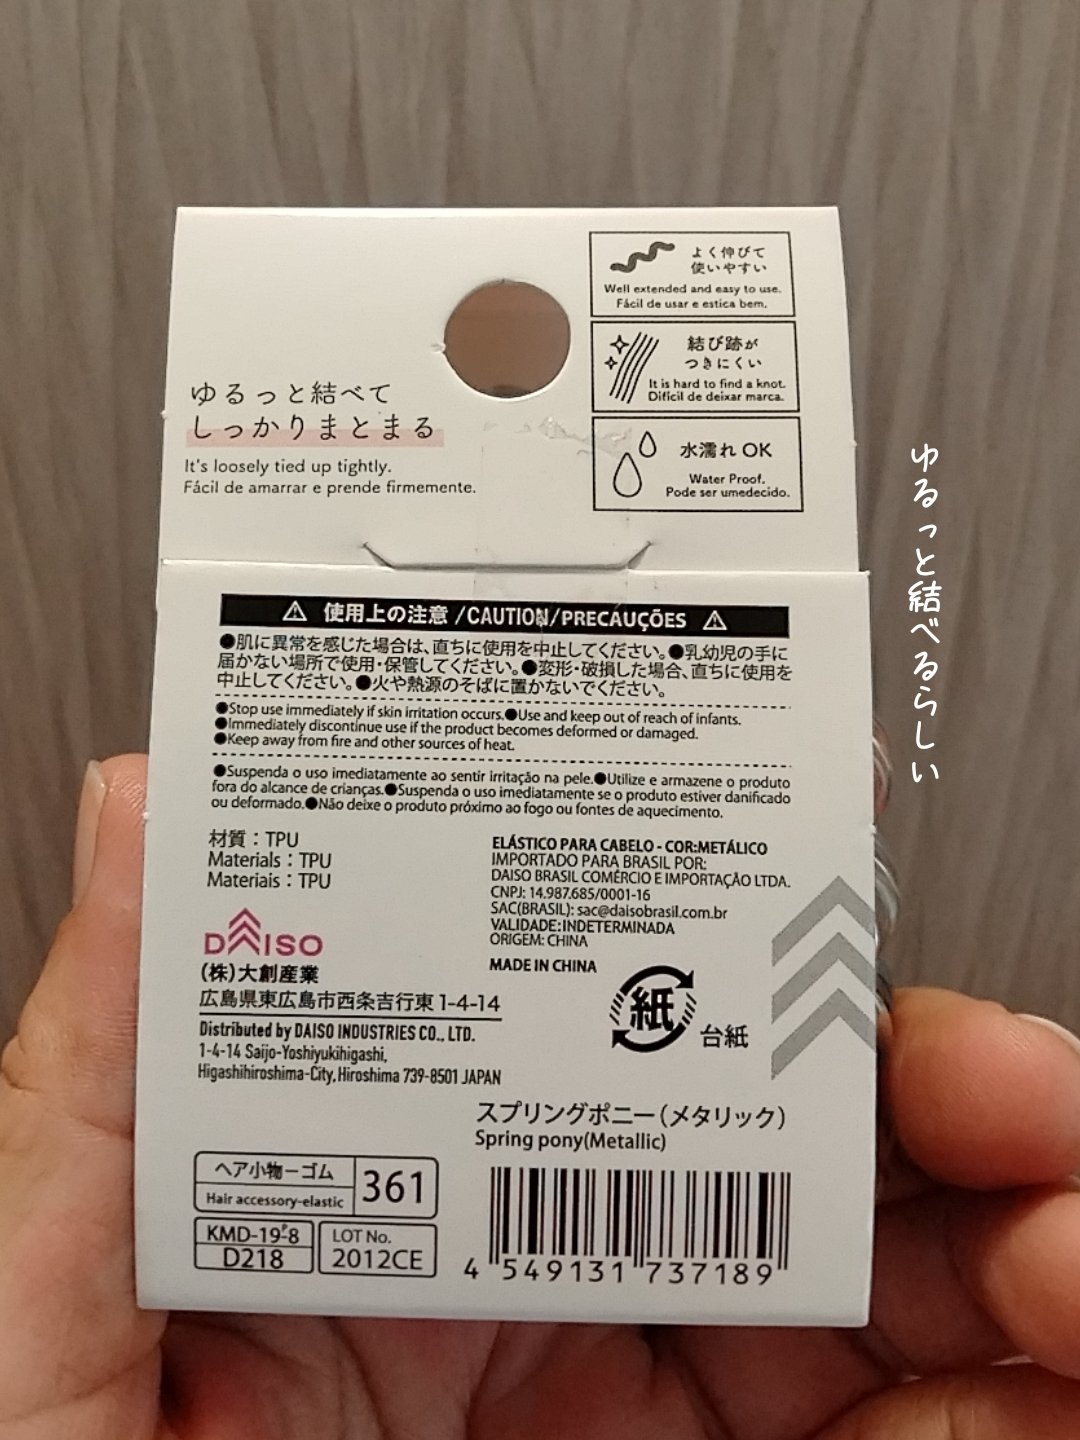 よく伸びて
使いやすい
Well extended and easy to use.
Fácil de usar e estica bem.
結び跡が
つきにくい
It is hard to find a knot.
Difícil de deixar marca.
水濡れOK
Water Proof.
Pode ser umedecido.
ゆるっと結べて
しっかりまとまる
It's loosely tied up tightly.
Fácil de amarrar e prende firmemente.
ゆるっと結べるらしい
使用上の注意 /CAUTION/PRECAUÇÕES
●肌に異常を感じた場合は、直ちに使用を中止してください。●乳幼児の手に
届かない場所で使用・保管してください。●変形・破損した場合、直ちに使用を
中止してください。●火や熱源のそばに置かないでください。
●Stop use immediately if skin irritation occurs.●Use and keep out of reach of infants.
●Immediately discontinue use if the product becomes deformed or damaged.
●Keep away from fire and other sources of heat.
●Suspenda o uso imediatamente ao sentir irritação na pele.●Utilize e armazene o produto
fora do alcance de crianças.●Suspenda o uso imediatamente se o produto estiver danificado
ou deformado.●Não deixe o produto próximo ao fogo ou fontes de aquecimento.
材質：TPU
Materials：TPU
Materiais：TPU
ELÁSTICO PARA CABELO - COR:METÁLICO
IMPORTADO PARA BRASIL POR:
DAISO BRASIL COMÉRCIO E IMPORTAÇÃO LTDA.
CNPJ: 14.987.685/0001-16
SAC(BRASIL): sac@daisobrasil.com.br
VALIDADE:INDETERMINADA
ORIGEM: CHINA
MADE IN CHINA
DAISO
(株)大創産業
広島県東広島市西条吉行東1-4-14
Distributed by DAISO INDUSTRIES CO., LTD.
1-4-14 Saijo-Yoshiyukihigashi,
Higashihiroshima-City, Hiroshima 739-8501 JAPAN
紙
台紙
スプリングポニー（メタリック）
Spring pony(Metallic)
ヘア小物－ゴム
Hair accessory-elastic
361
KMD-19-P8
D218
LOT No.
2012CE
4 549131 737189